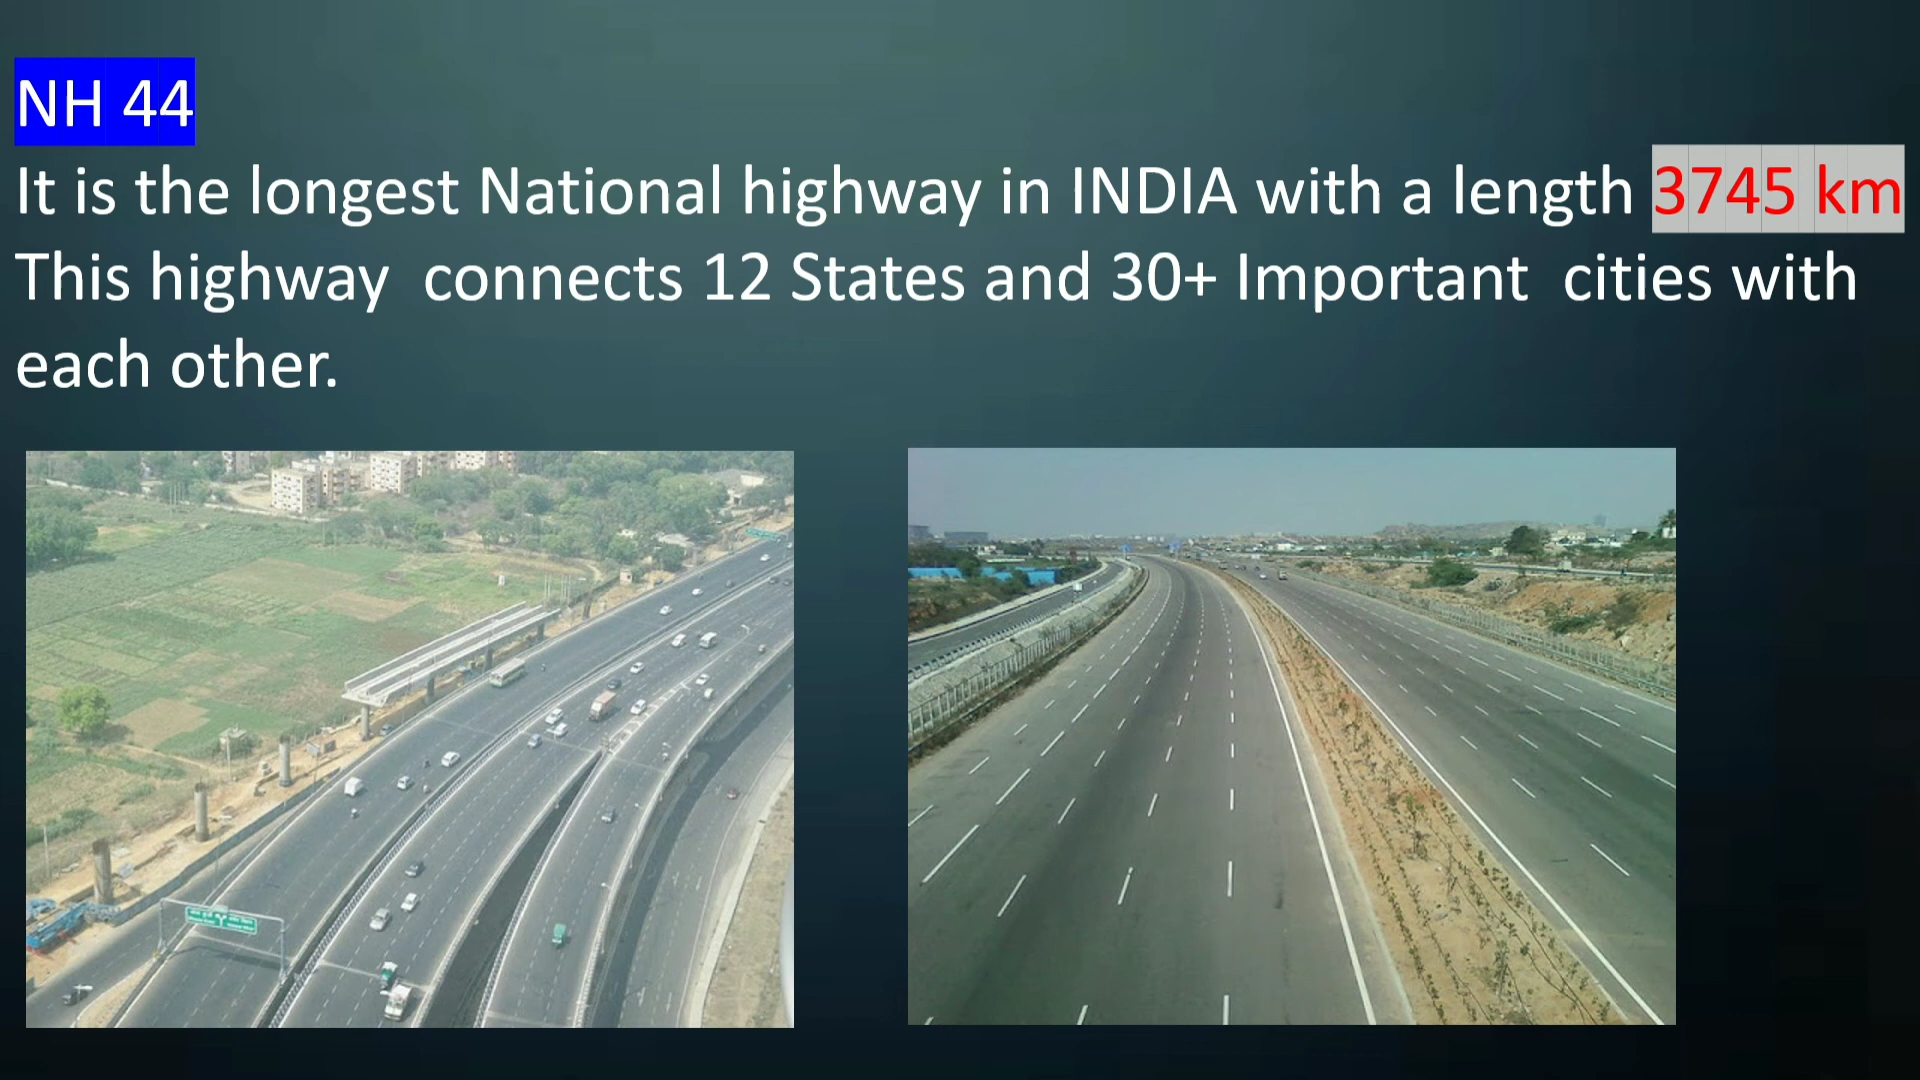 NH 44
It is the longest National highway in INDIA with a length 3745 km
This highway  connects 12 States and 30+ Important  cities with
each other.